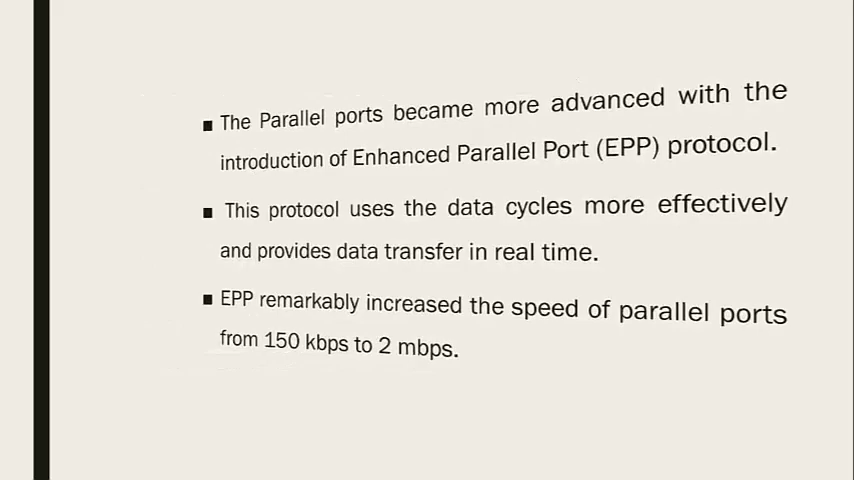 ▪ The Parallel ports became more advanced with the
introduction of Enhanced Parallel Port (EPP) protocol.
▪ This protocol uses the data cycles more effectively
and provides data transfer in real time.
▪ EPP remarkably increased the speed of parallel ports
from 150 kbps to 2 mbps.